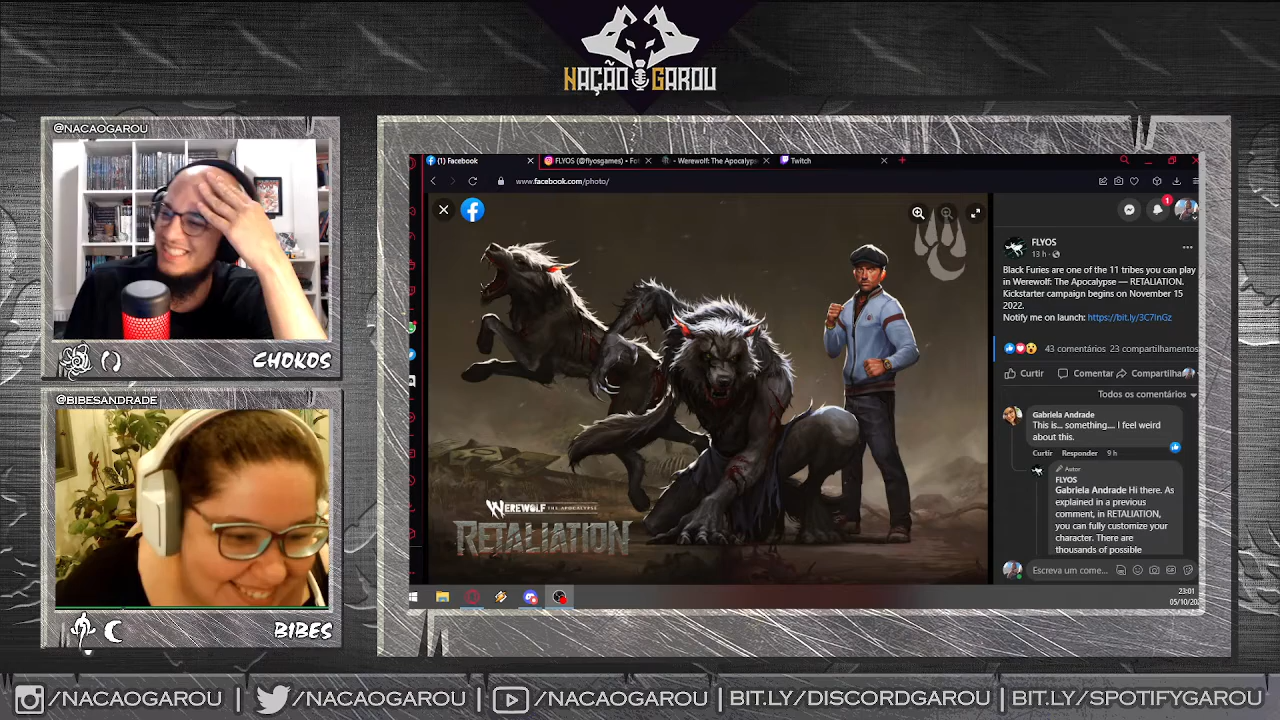 NAÇÃO GAROU
@NACAOGAROU
CHOKOS
@BIBESANDRADE
BIBES
(1) Facebook
FLYOS (@flyosgames) • Fo
- Werewolf: The Apocalyps
Twitch
www.facebook.com/photo/
WEREWOLF THE APOCALYPSE
RETALIATION
1
FLYOS
13 h ·
Black Furies are one of the 11 tribes you can play
in Werewolf: The Apocalypse — RETALIATION.
Kickstarter campaign begins on November 15
2022.
Notify me on launch: https://bit.ly/3C7InGz
43 comentários 23 compartilhamentos
Curtir
Comentar
Compartilha
Todos os comentários
Gabriela Andrade
This is... something.... I feel weird
about this.
Curtir Responder 9 h
Autor
FLYOS
Gabriela Andrade Hi there. As
explained in a previous
comment, in RETALIATION,
you can fully customize your
character. There are
thousands of possible
Escreva um come...
23:01
05/10/20
/NACAOGAROU | /NACAOGAROU | /NACAOGAROU | BIT.LY/DISCORDGAROU | BIT.LY/SPOTIFYGAROU